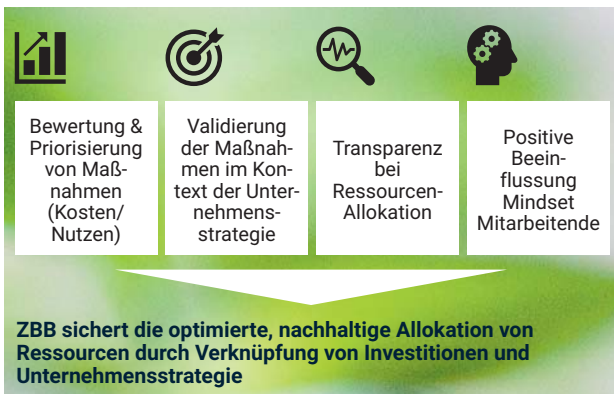 Bewertung &
Priorisierung
von Maß-
nahmen
(Kosten/
Nutzen)
Validierung
der Maßnah-
men im Kon-
text der Unter-
nehmens-
strategie
Transparenz
bei
Ressourcen-
Allokation
Positive
Beein-
flussung
Mindset
Mitarbeitende
ZBB sichert die optimierte, nachhaltige Allokation von
Ressourcen durch Verknüpfung von Investitionen und
Unternehmensstrategie